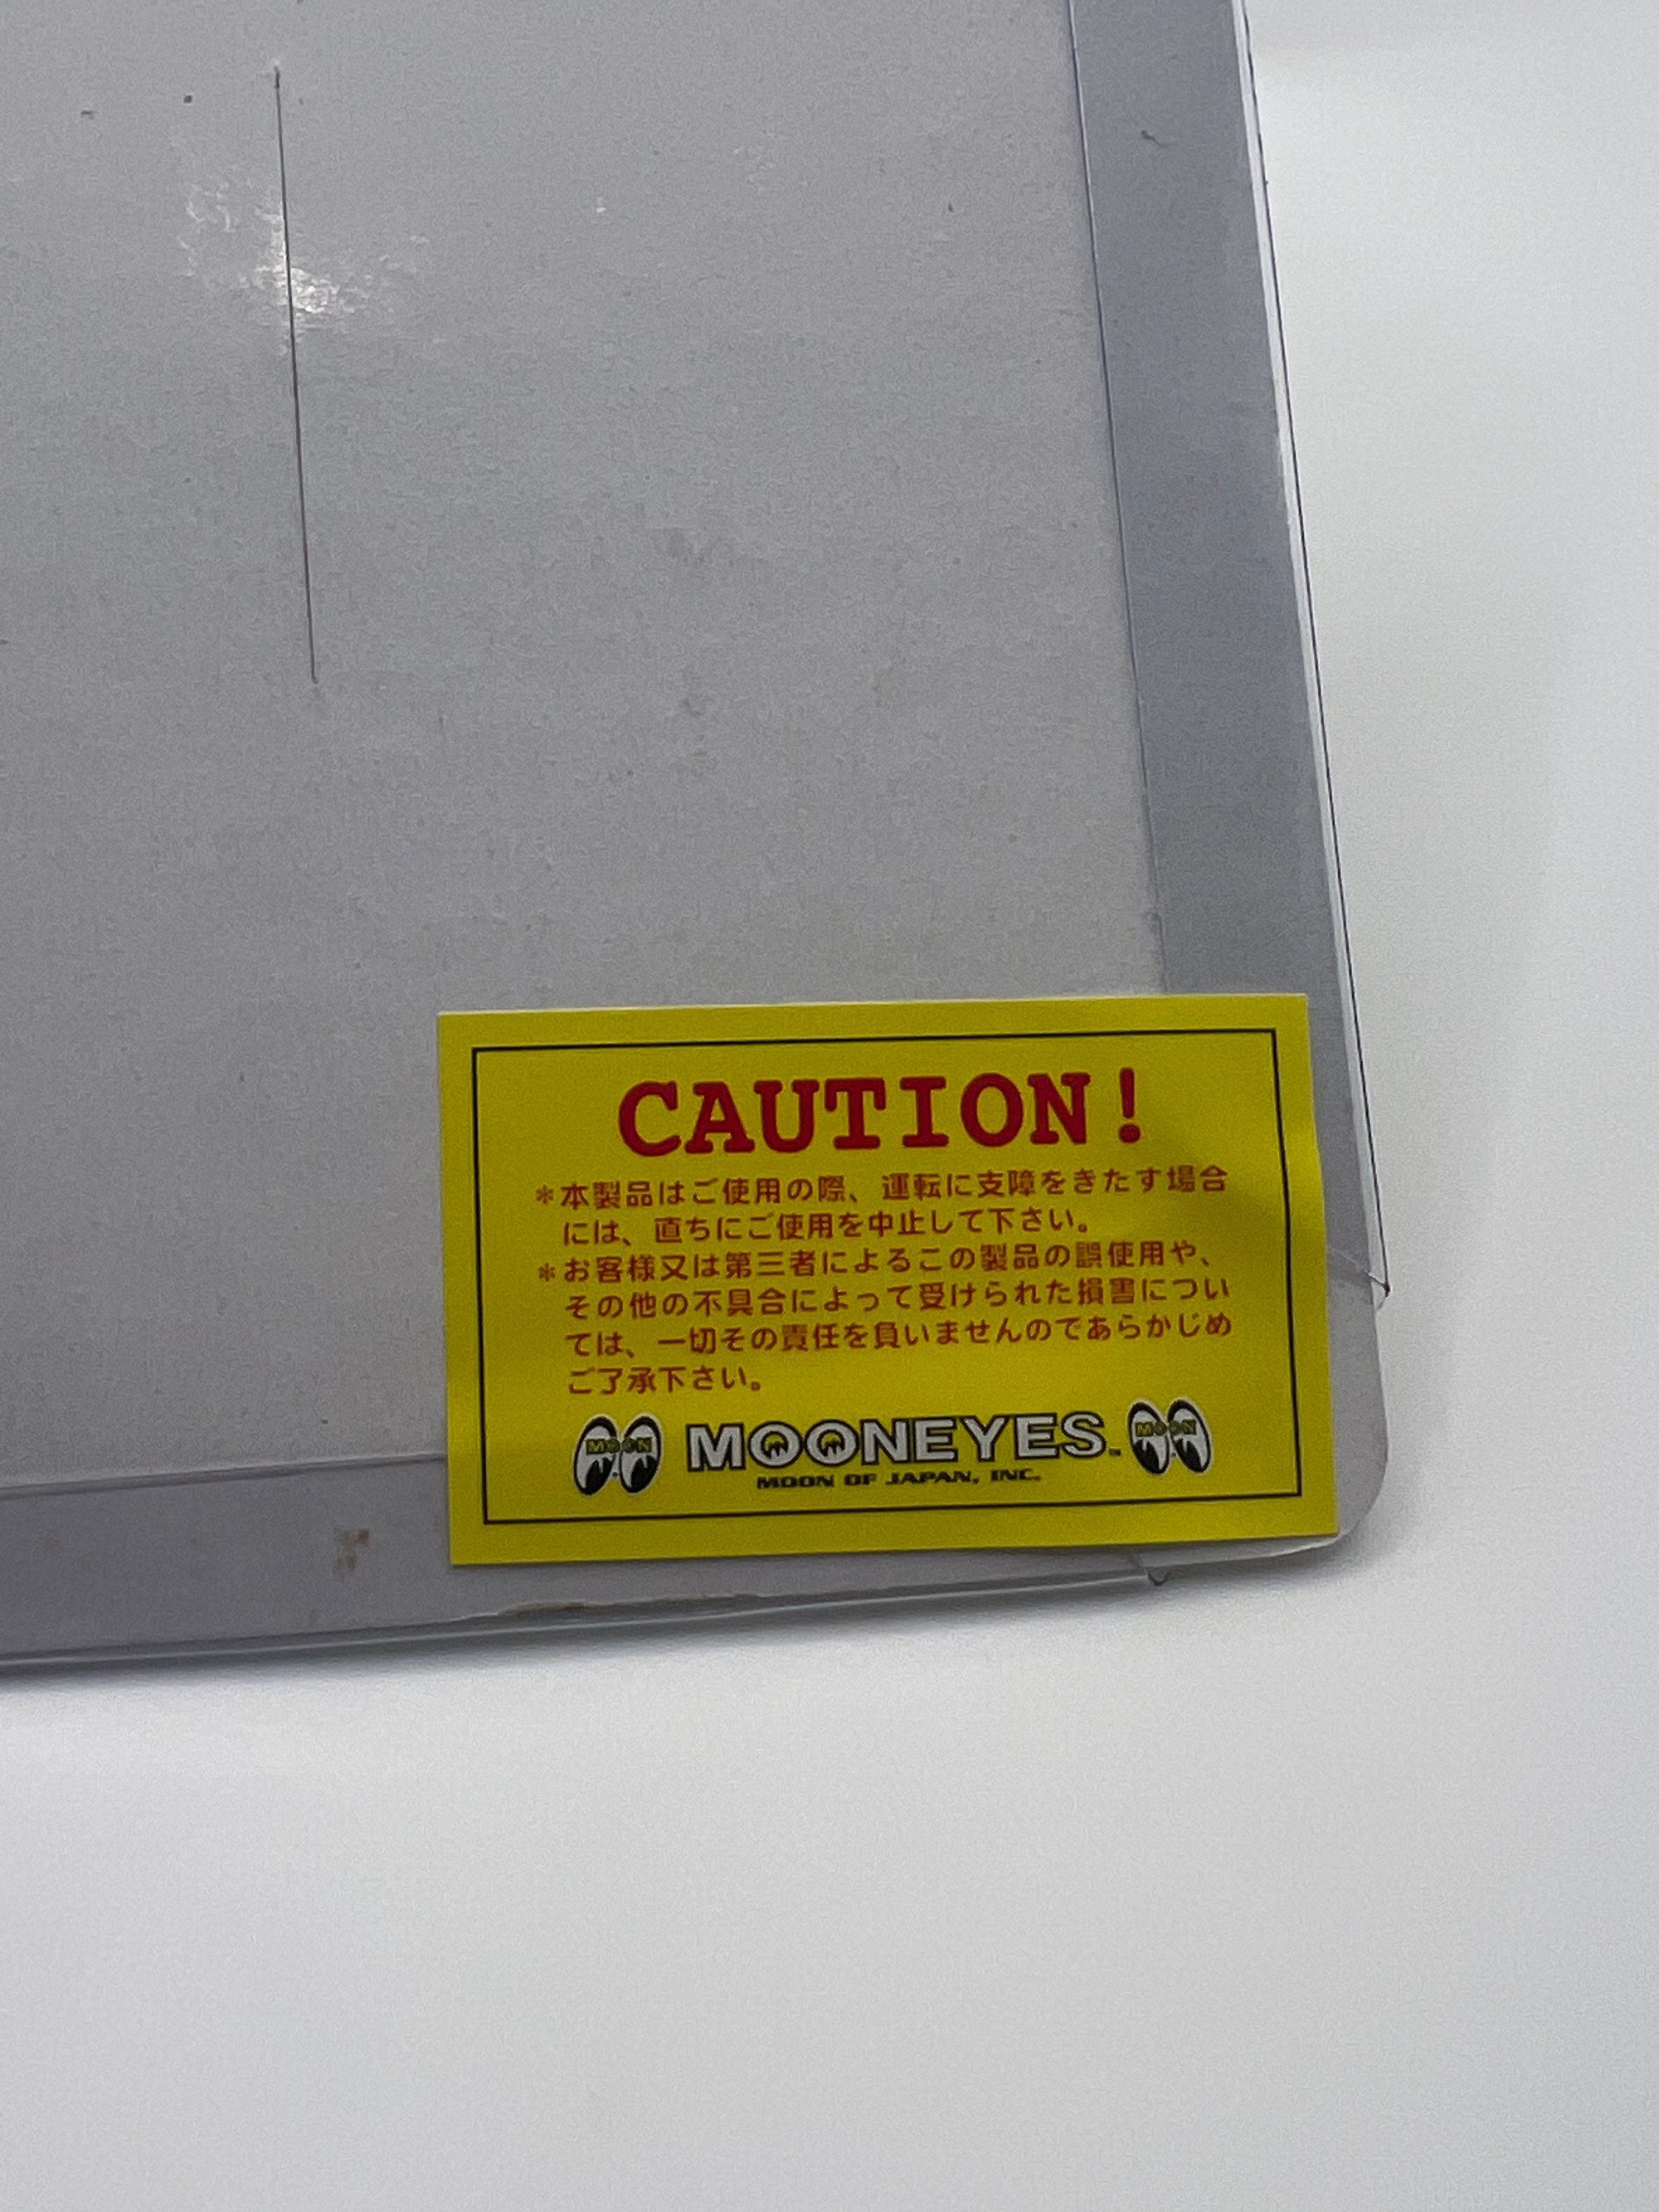 CAUTION!
*本製品はご使用の際、運転に支障をきたす場合
には、直ちにご使用を中止して下さい。
*お客様又は第三者によるこの製品の誤使用や、
その他の不具合によって受けられた損害につい
ては、一切その責任を負いませんのであらかじめ
ご了承下さい。
MOON MOONEYES™ MOON
MOON OF JAPAN, INC.